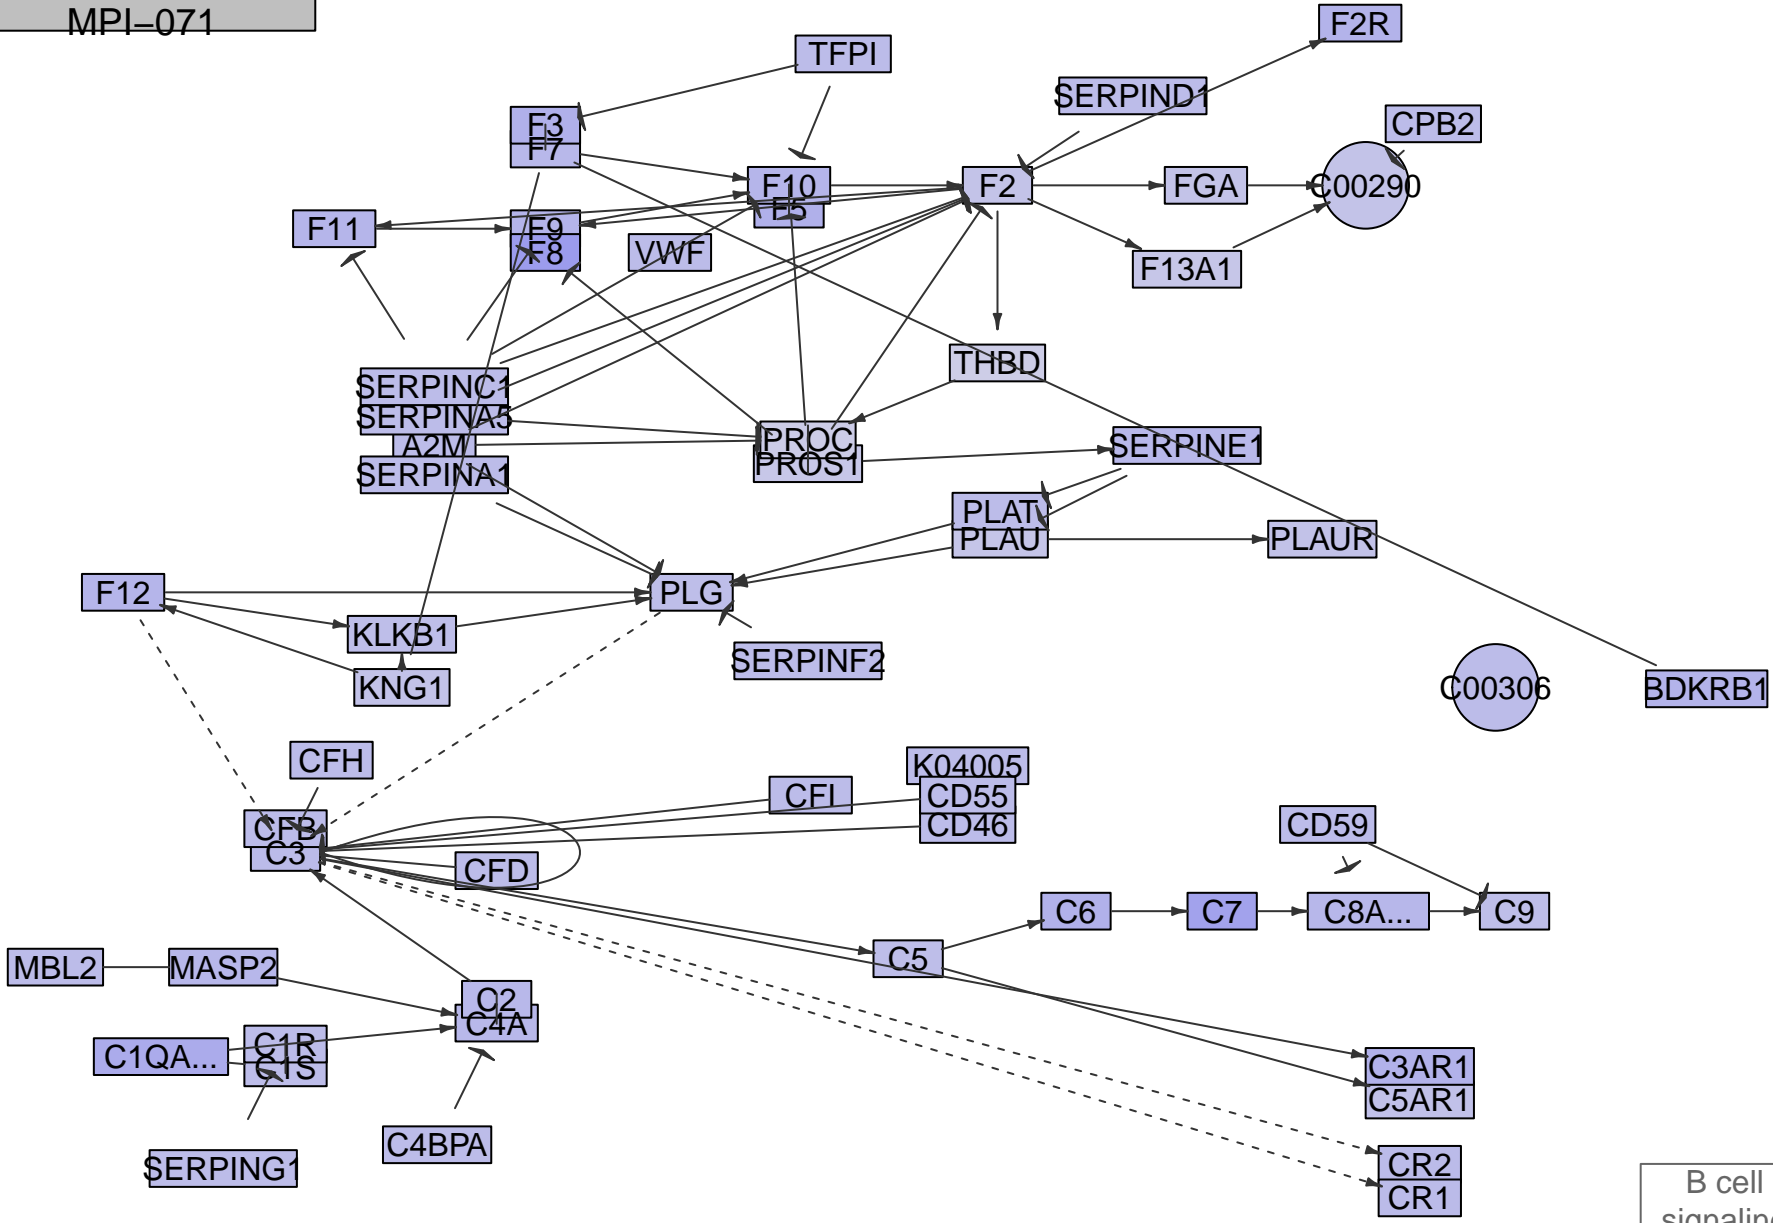 MPI–071
F2R
TFPI
SERPIND1
CPB2
F3
F7
F10
F5
F2
FGA
C00290
F11
F9
F8
VWF
F13A1
THBD
SERPINC1
SERPINA5
A2M
SERPINA1
PROC
PROS1
SERPINE1
PLAT
PLAU
PLAUR
F12
PLG
KLKB1
KNG1
SERPINF2
C00306
BDKRB1
CFH
K04005
CFI
CD55
CD46
CFB
C3
CFD
CD59
C6
C7
C8A...
C9
C5
MBL2
MASP2
C2
C4A
C1QA...
C1R
C1S
C3AR1
C5AR1
C4BPA
SERPING1
CR2
CR1
B cell
signaling